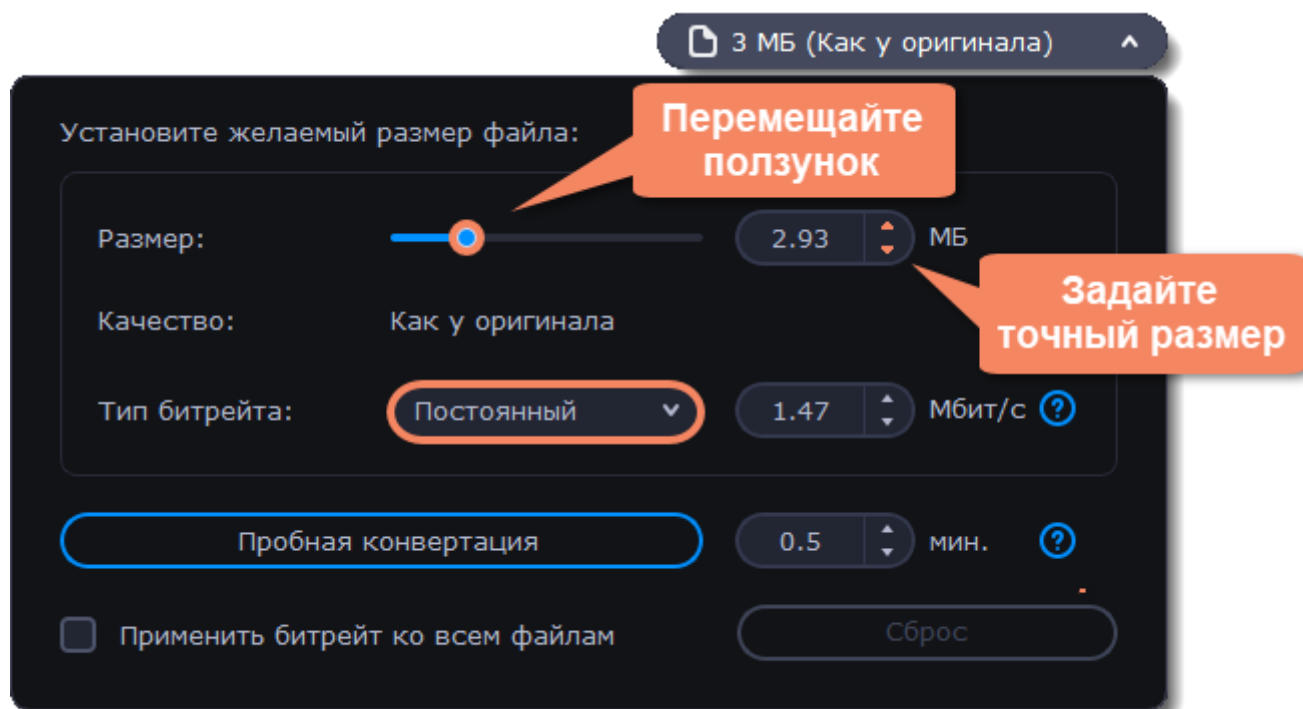 3 МБ (Как у оригинала)
Перемещайте
ползунок
Установите желаемый размер файла:
Размер:
2.93
МБ
Задайте
точный размер
Качество:
Как у оригинала
Тип битрейта:
Постоянный
1.47
Мбит/с
?
Пробная конвертация
0.5
мин.
?
Применить битрейт ко всем файлам
Сброс